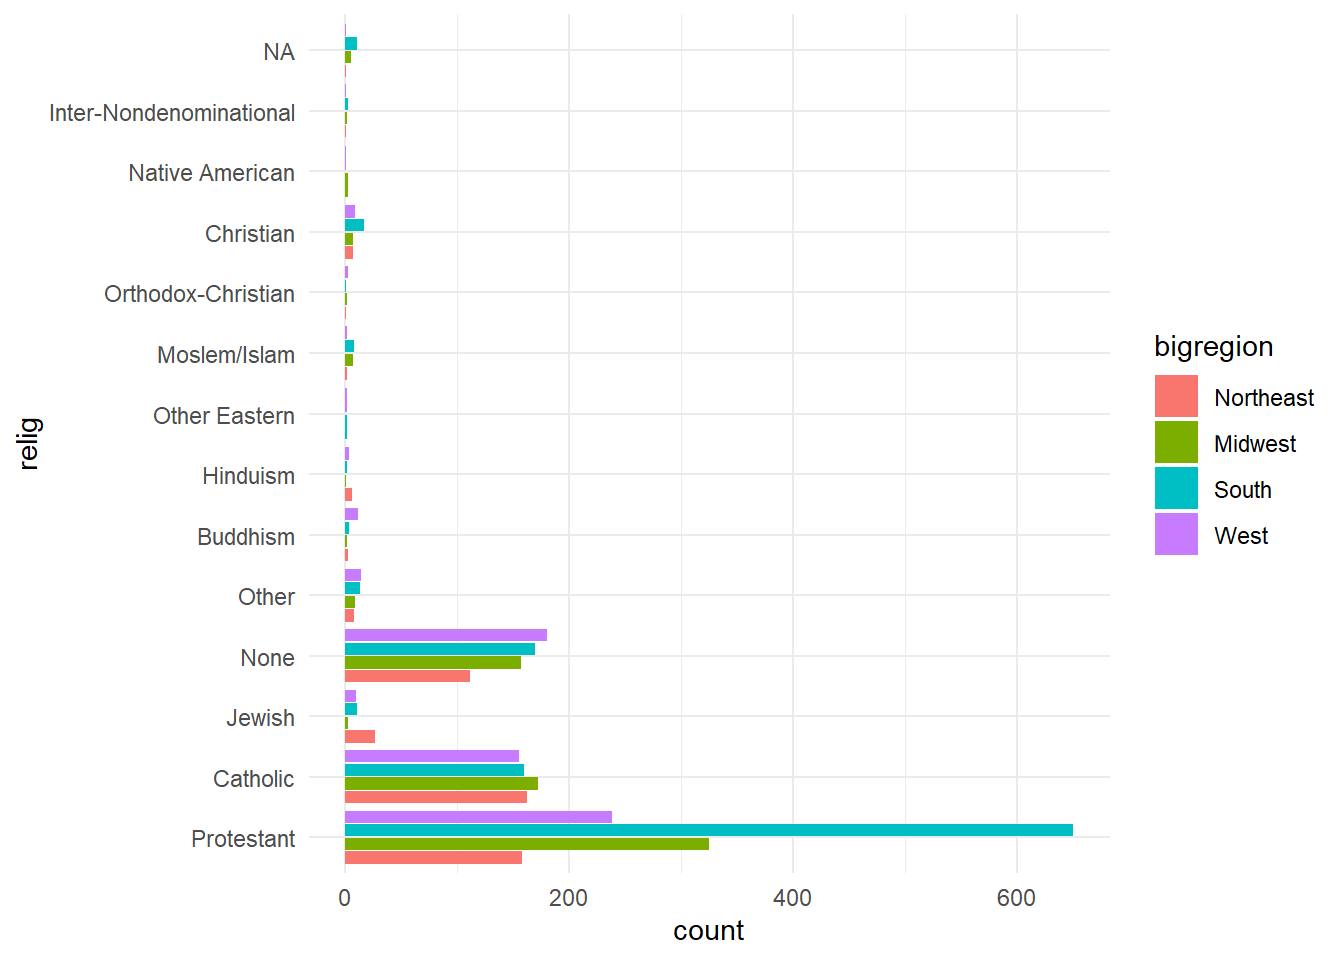 NA
Inter-Nondenominational
Native American
Christian
Orthodox-Christian
Moslem/Islam
Other Eastern
Hinduism
Buddhism
Other
None
Jewish
Catholic
Protestant
relig
0 200 400 600
count
bigregion
Northeast
Midwest
South
West